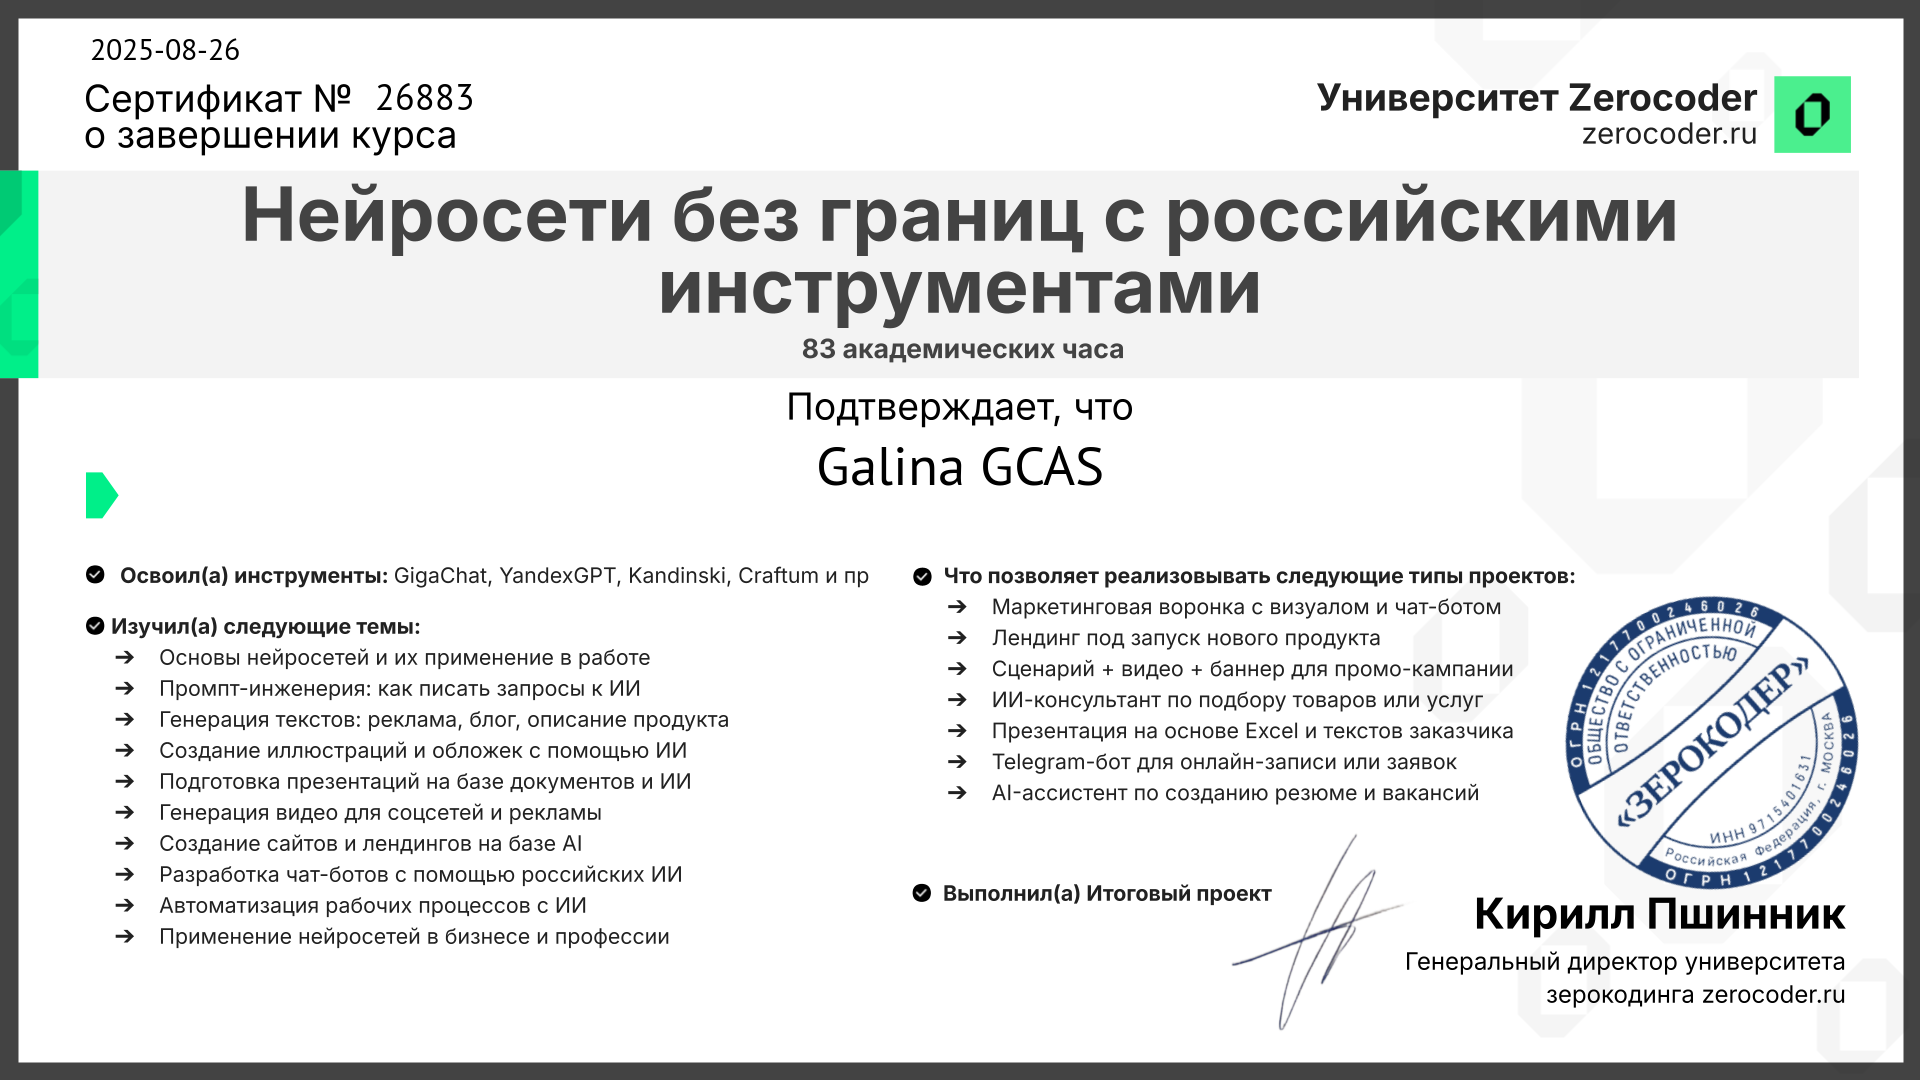 2025-08-26
Сертификат № 26883
о завершении курса
Университет Zerocoder
zerocoder.ru
Нейросети без границ с российскими
инструментами
83 академических часа
Подтверждает, что
Galina GCAS
Освоил(а) инструменты: GigaChat, YandexGPT, Kandinski, Craftum и пр
Изучил(а) следующие темы:
➔ Основы нейросетей и их применение в работе
➔ Промпт-инженерия: как писать запросы к ИИ
➔ Генерация текстов: реклама, блог, описание продукта
➔ Создание иллюстраций и обложек с помощью ИИ
➔ Подготовка презентаций на базе документов и ИИ
➔ Генерация видео для соцсетей и рекламы
➔ Создание сайтов и лендингов на базе AI
➔ Разработка чат-ботов с помощью российских ИИ
➔ Автоматизация рабочих процессов с ИИ
➔ Применение нейросетей в бизнесе и профессии
Что позволяет реализовывать следующие типы проектов:
➔ Маркетинговая воронка с визуалом и чат-ботом
➔ Лендинг под запуск нового продукта
➔ Сценарий + видео + баннер для промо-кампании
➔ ИИ-консультант по подбору товаров или услуг
➔ Презентация на основе Excel и текстов заказчика
➔ Telegram-бот для онлайн-записи или заявок
➔ AI-ассистент по созданию резюме и вакансий
Выполнил(а) Итоговый проект
ОГРН 1217700246026
ОБЩЕСТВО С ОГРАНИЧЕННОЙ
ОТВЕТСТВЕННОСТЬЮ
«ЗЕРОКОДЕР»
ИНН 9715401631
Российская Федерация, г. МОСКВА
ОГРН 1217700246026
Кирилл Пшинник
Генеральный директор университета
зерокодинга zerocoder.ru